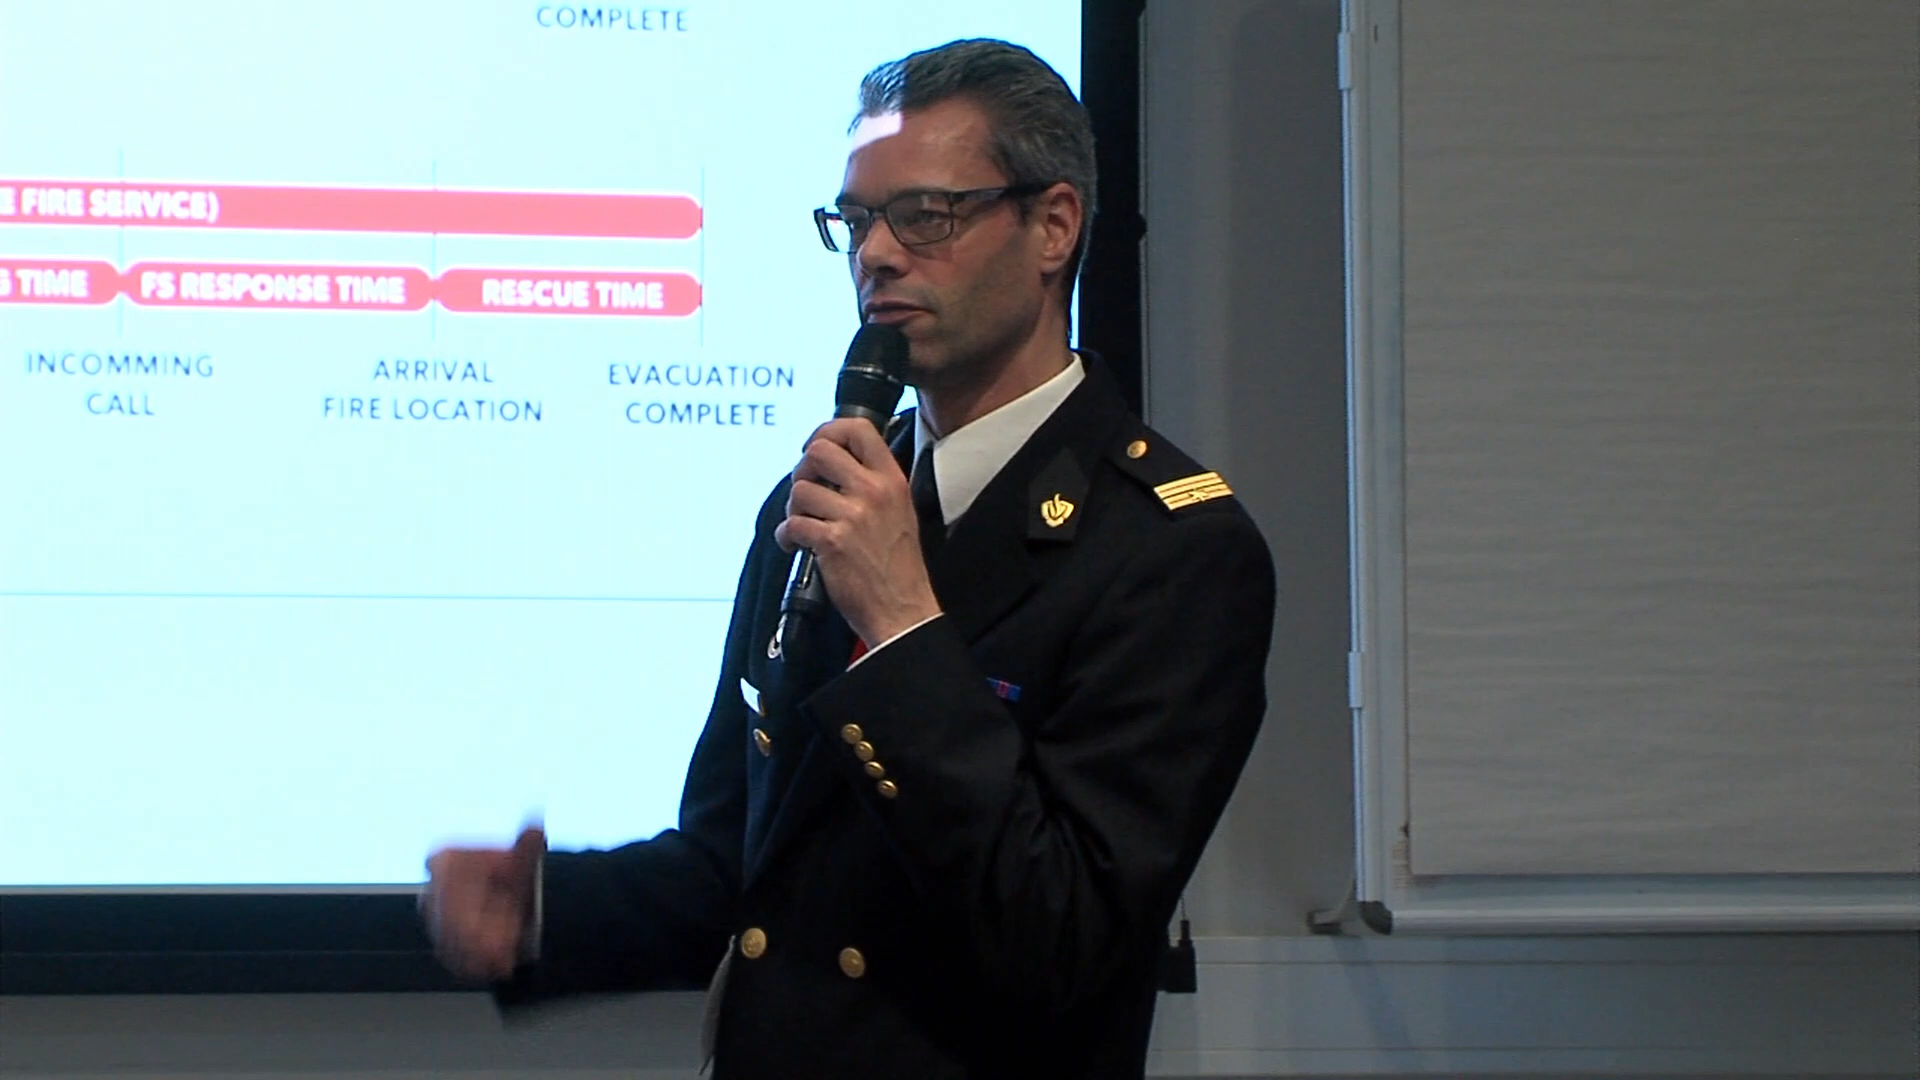 COMPLETE
E FIRE SERVICE)
G TIME
FS RESPONSE TIME
RESCUE TIME
INCOMMING
CALL
ARRIVAL
FIRE LOCATION
EVACUATION
COMPLETE